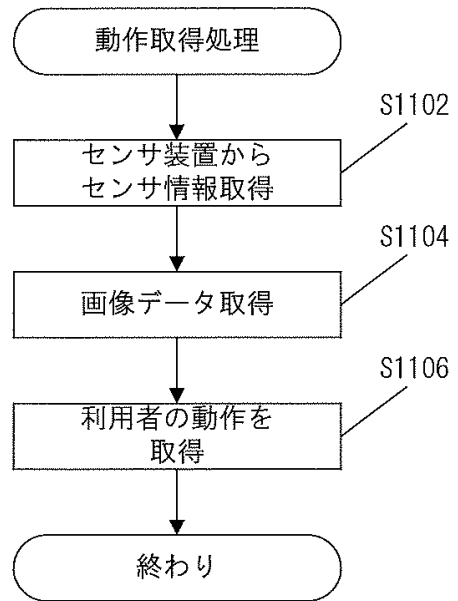 動作取得処理
S1102
センサ装置から
センサ情報取得
S1104
画像データ取得
S1106
利用者の動作を
取得
終わり